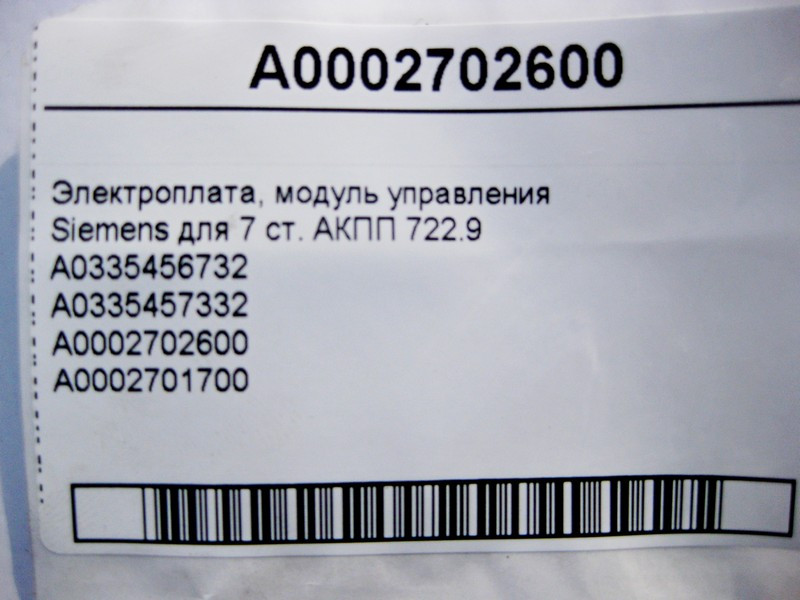 A0002702600
Электроплата, модуль управления
Siemens для 7 ст. АКПП 722.9
A0335456732
A0335457332
A0002702600
A0002701700